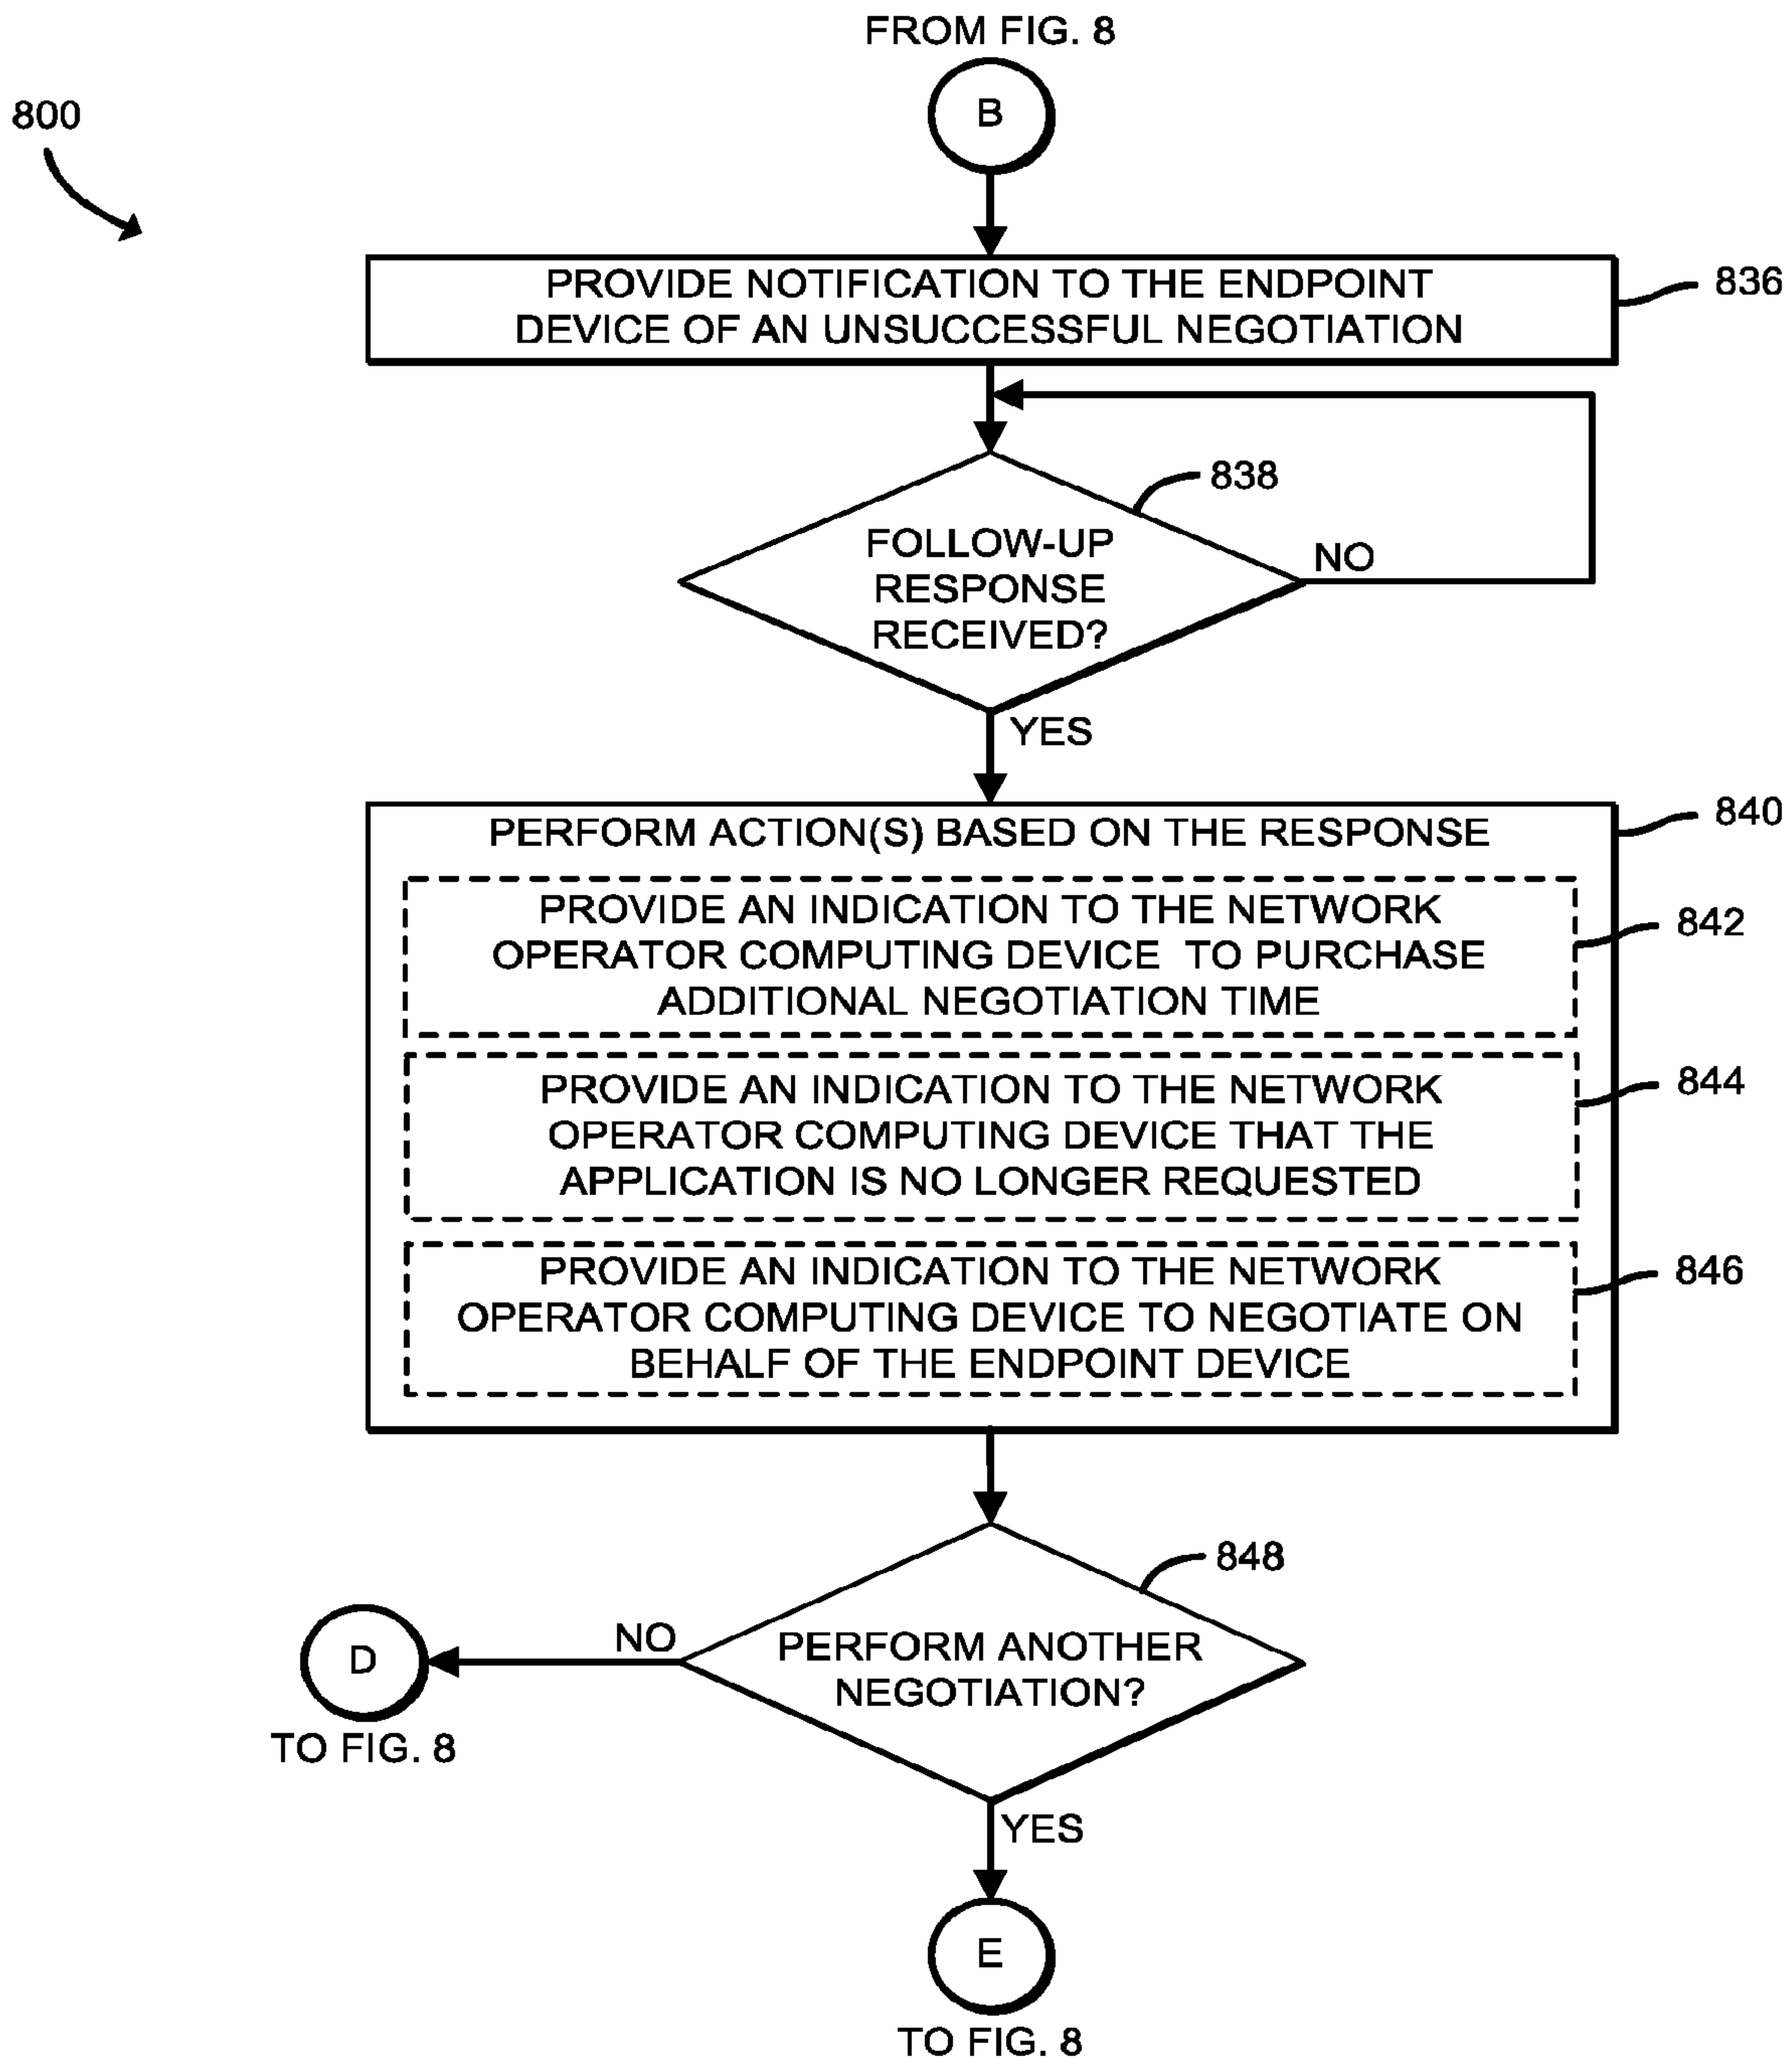 FROM FIG. 8
B
800
PROVIDE NOTIFICATION TO THE ENDPOINT
DEVICE OF AN UNSUCCESSFUL NEGOTIATION
836
838
FOLLOW-UP
RESPONSE
RECEIVED?
NO
YES
PERFORM ACTION(S) BASED ON THE RESPONSE
840
PROVIDE AN INDICATION TO THE NETWORK
OPERATOR COMPUTING DEVICE TO PURCHASE
ADDITIONAL NEGOTIATION TIME
842
PROVIDE AN INDICATION TO THE NETWORK
OPERATOR COMPUTING DEVICE THAT THE
APPLICATION IS NO LONGER REQUESTED
844
PROVIDE AN INDICATION TO THE NETWORK
OPERATOR COMPUTING DEVICE TO NEGOTIATE ON
BEHALF OF THE ENDPOINT DEVICE
846
848
PERFORM ANOTHER
NEGOTIATION?
NO
D
TO FIG. 8
YES
E
TO FIG. 8